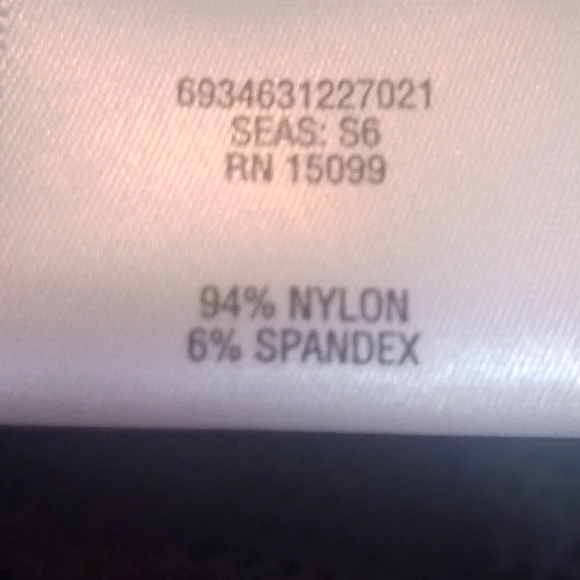 6934631227021
SEAS: S6
RN 15099
94% NYLON
6% SPANDEX